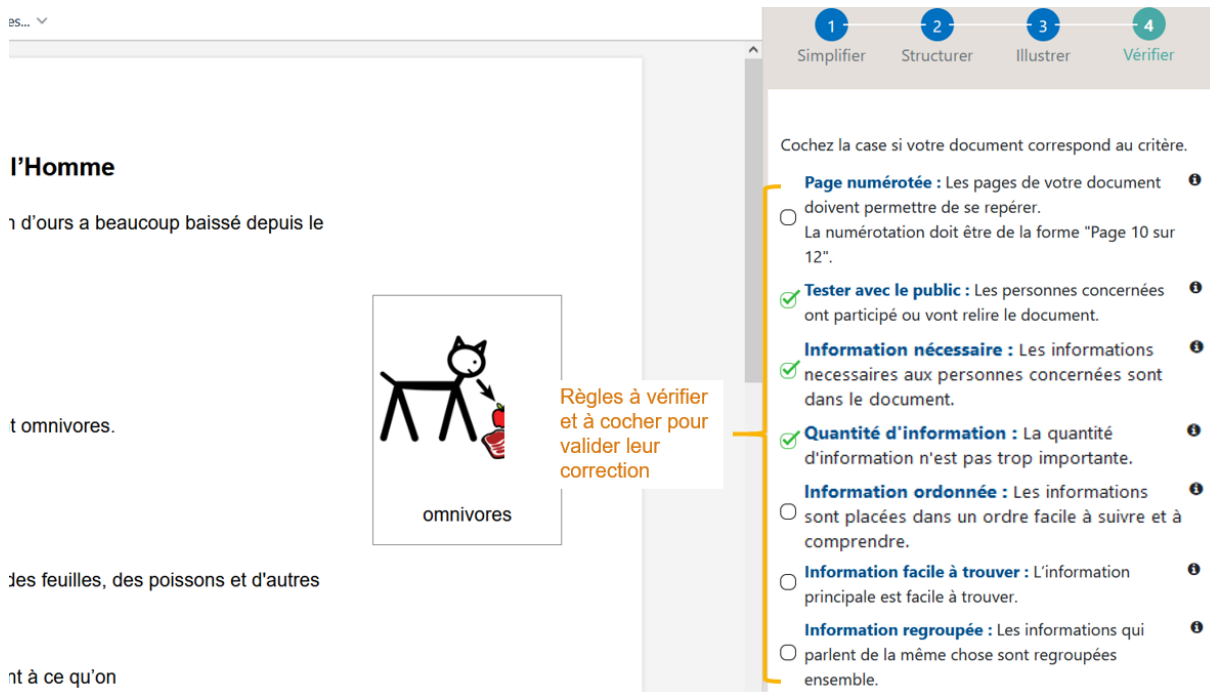 es...
l'Homme
n d'ours a beaucoup baissé depuis le
t omnivores.
omnivores
des feuilles, des poissons et d'autres
nt à ce qu'on
Règles à vérifier
et à cocher pour
valider leur
correction
1 2 3 4
Simplifier Structurer Illustrer Vérifier
Cochez la case si votre document correspond au critère.
Page numérotée : Les pages de votre document
doivent permettre de se repérer.
La numérotation doit être de la forme "Page 10 sur
12".
Tester avec le public : Les personnes concernées
ont participé ou vont relire le document.
Information nécessaire : Les informations
necessaires aux personnes concernées sont
dans le document.
Quantité d'information : La quantité
d'information n'est pas trop importante.
Information ordonnée : Les informations
sont placées dans un ordre facile à suivre et à
comprendre.
Information facile à trouver : L'information
principale est facile à trouver.
Information regroupée : Les informations qui
parlent de la même chose sont regroupées
ensemble.